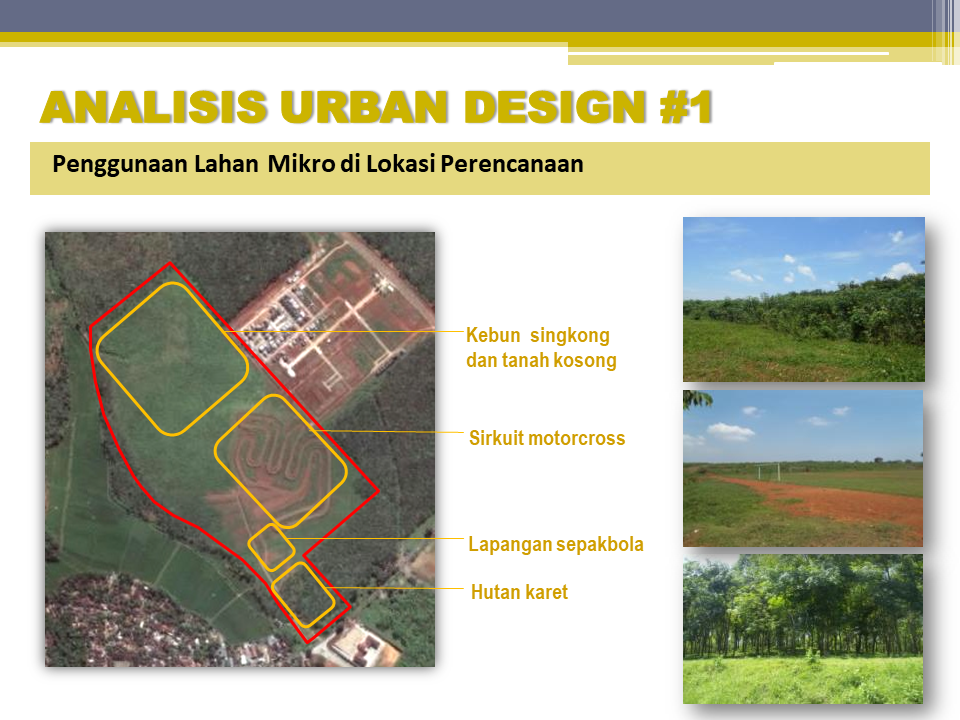 ANALISIS URBAN DESIGN #1
Penggunaan Lahan Mikro di Lokasi Perencanaan
Kebun singkong
dan tanah kosong
Sirkuit motorcross
Lapangan sepakbola
Hutan karet